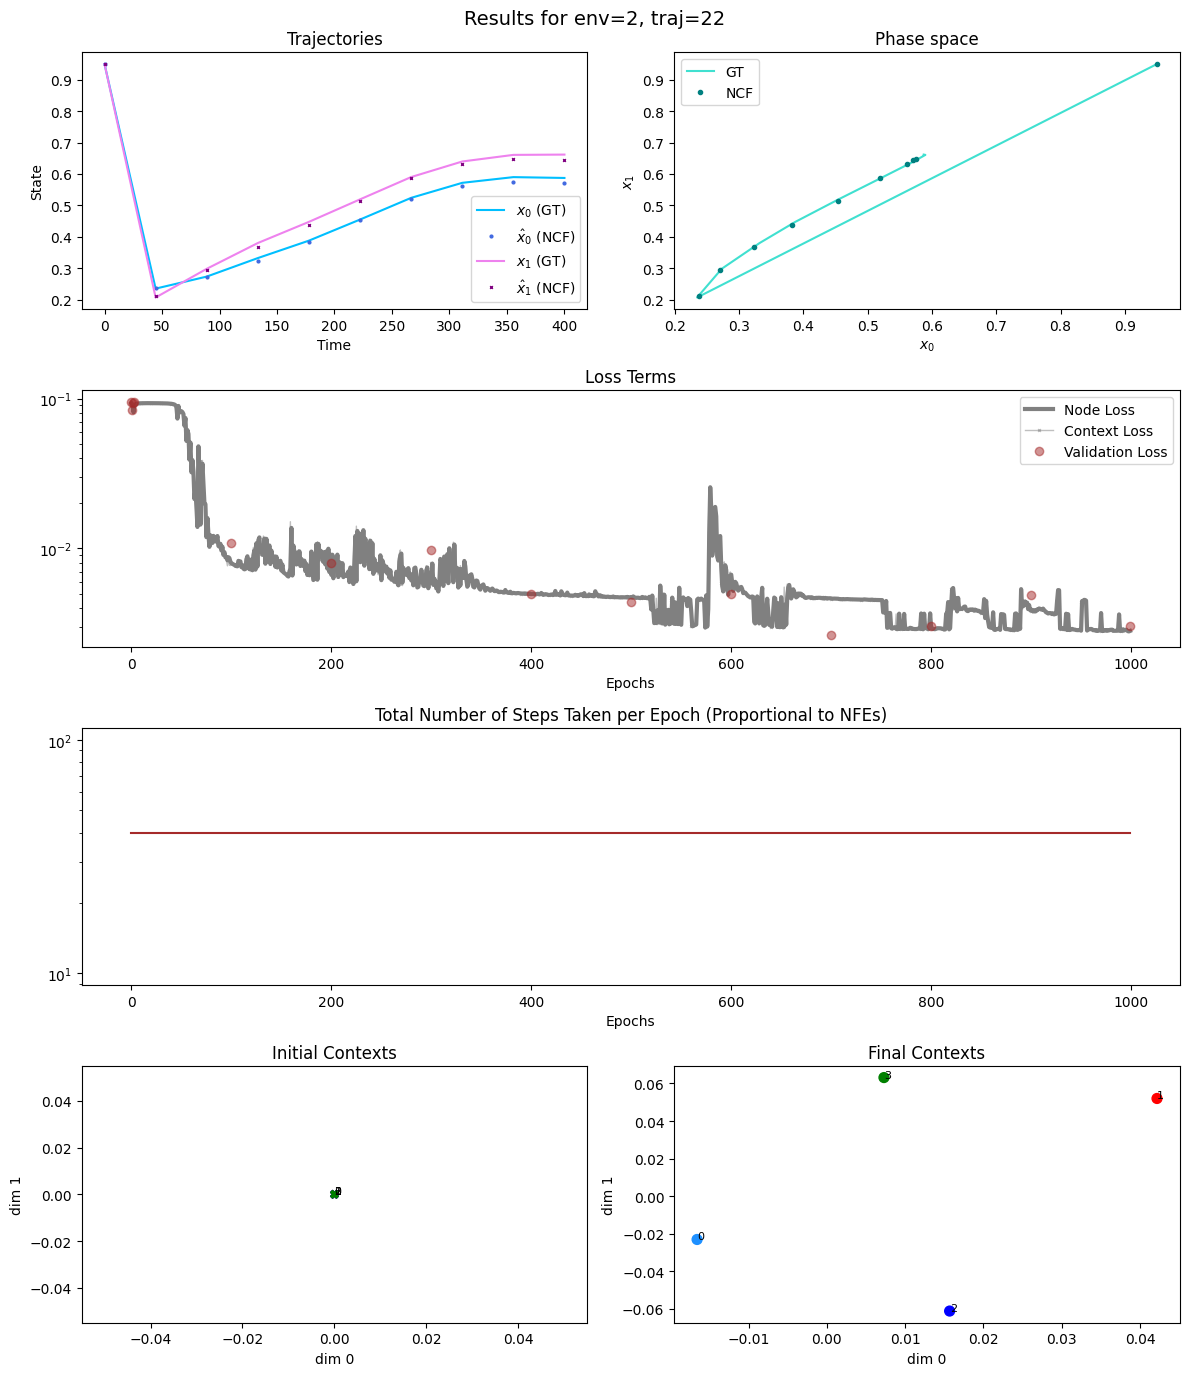 Results for env=2, traj=22
Trajectories
Phase space
0.9
0.8
0.7
0.6
0.5
0.4
0.3
0.2
State
0 50 100 150 200 250 300 350 400
Time
x₀ (GT)
x̂₀ (NCF)
x₁ (GT)
x̂₁ (NCF)
0.9
0.8
0.7
0.6
0.5
0.4
0.3
0.2
x₁
0.2 0.3 0.4 0.5 0.6 0.7 0.8 0.9
x₀
GT
NCF
Loss Terms
10⁻¹
10⁻²
0 200 400 600 800 1000
Epochs
Node Loss
Context Loss
Validation Loss
Total Number of Steps Taken per Epoch (Proportional to NFEs)
10²
10¹
0 200 400 600 800 1000
Epochs
Initial Contexts
0.04
0.02
0.00
−0.02
−0.04
dim 1
−0.04 −0.02 0.00 0.02 0.04
dim 0
Final Contexts
0.06
0.04
0.02
0.00
−0.02
−0.04
−0.06
dim 1
3
1
0
2
−0.01 0.00 0.01 0.02 0.03 0.04
dim 0